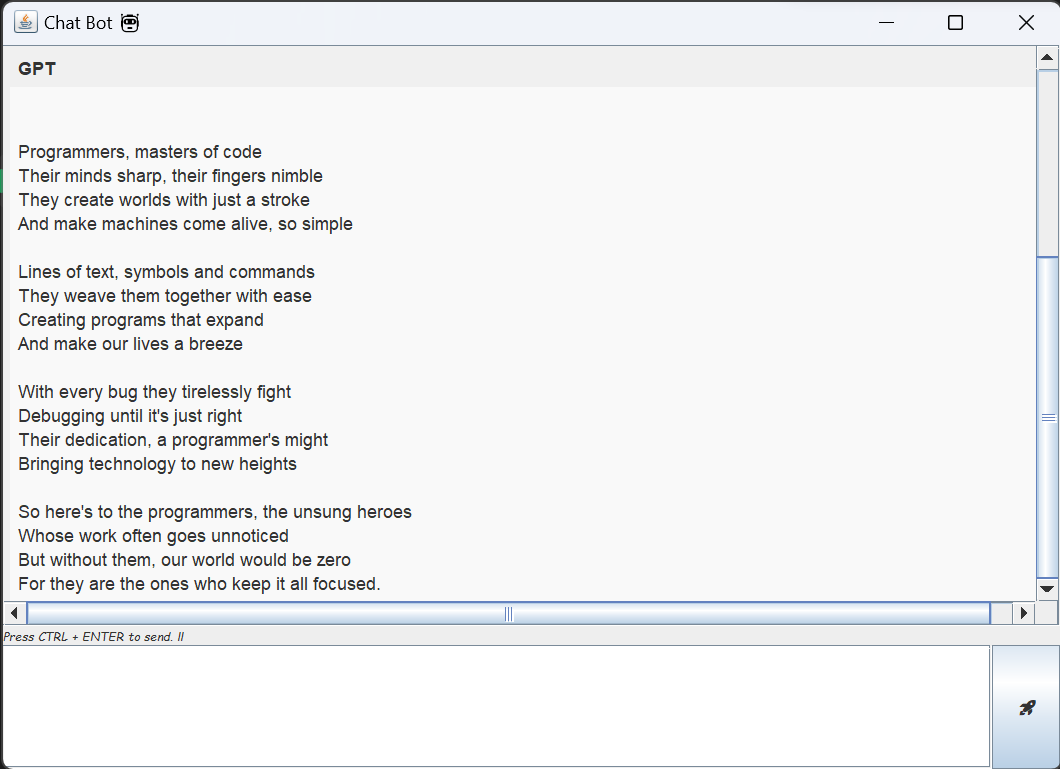 Chat Bot
GPT
Programmers, masters of code
Their minds sharp, their fingers nimble
They create worlds with just a stroke
And make machines come alive, so simple
Lines of text, symbols and commands
They weave them together with ease
Creating programs that expand
And make our lives a breeze
With every bug they tirelessly fight
Debugging until it's just right
Their dedication, a programmer's might
Bringing technology to new heights
So here's to the programmers, the unsung heroes
Whose work often goes unnoticed
But without them, our world would be zero
For they are the ones who keep it all focused.
Press CTRL + ENTER to send. ||